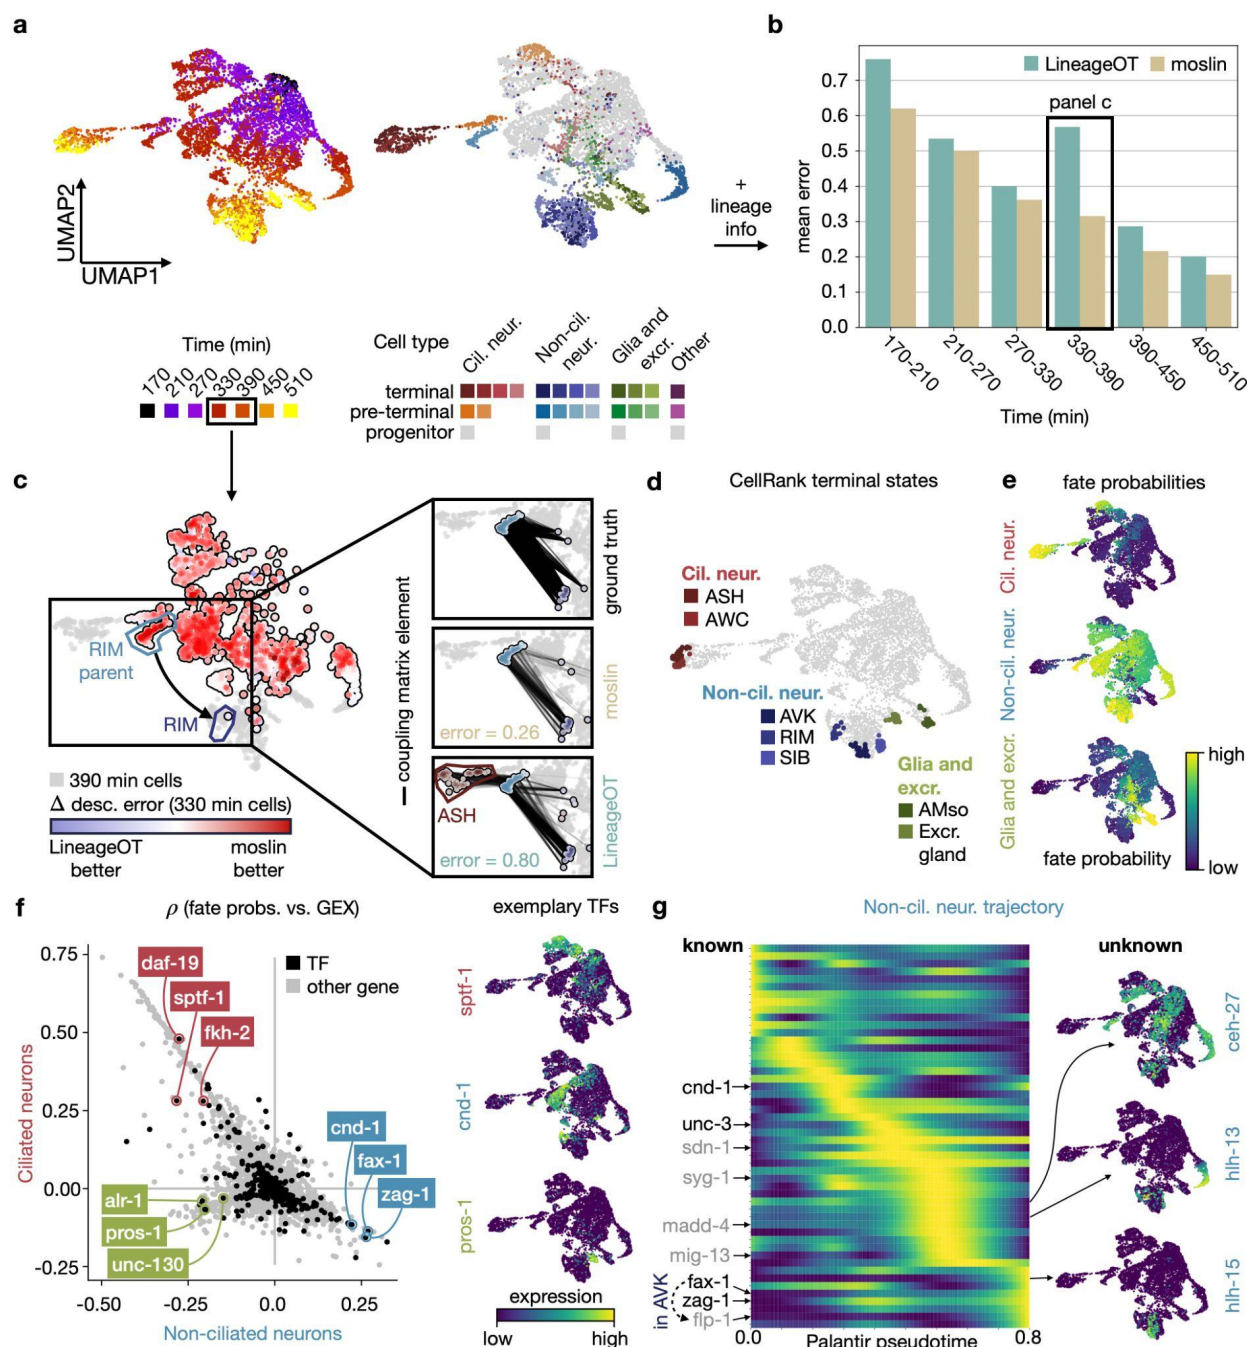 a
UMAP2
UMAP1
+
lineage
info
Time (min)
170
210
270
330
390
450
510
Cell type
Cil. neur.
Non-cil.
neur.
Glia and
excr.
Other
terminal
pre-terminal
progenitor
b
LineageOT
moslin
panel c
mean error
0.7
0.6
0.5
0.4
0.3
0.2
0.1
0.0
170-210
210-270
270-330
330-390
390-450
450-510
Time (min)
c
RIM
parent
RIM
390 min cells
Δ desc. error (330 min cells)
LineageOT
better
moslin
better
coupling matrix element
ground truth
error = 0.26
moslin
ASH
error = 0.80
LineageOT
d
CellRank terminal states
Cil. neur.
ASH
AWC
Non-cil. neur.
AVK
RIM
SIB
Glia and
excr.
AMso
Excr.
gland
e
fate probabilities
Cil. neur.
Non-cil. neur.
Glia and excr.
high
low
fate probability
f
ρ (fate probs. vs. GEX)
TF
other gene
0.75
0.50
0.25
0.00
-0.25
Ciliated neurons
daf-19
sptf-1
fkh-2
cnd-1
fax-1
zag-1
alr-1
pros-1
unc-130
-0.50
-0.25
0.0
0.25
Non-ciliated neurons
exemplary TFs
sptf-1
cnd-1
pros-1
expression
low
high
g
Non-cil. neur. trajectory
known
unknown
cnd-1
unc-3
sdn-1
syg-1
madd-4
mig-13
fax-1
zag-1
flp-1
in AVK
0.0
Palantir pseudotime
0.8
ceh-27
hlh-13
hlh-15